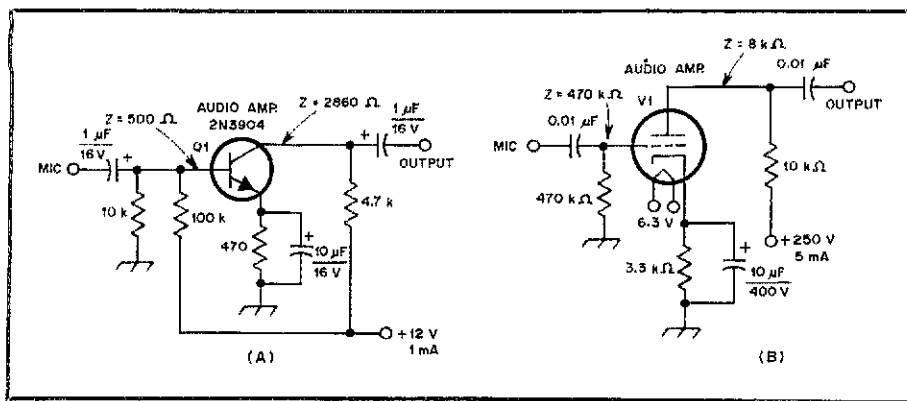 Z = 500 Ω
AUDIO AMP.
2N3904
Z = 2860 Ω
1 µF
16 V
Q1
1 µF
16 V
MIC
OUTPUT
10 k
100 k
470
10 µF
16 V
4.7 k
+12 V
1 mA
(A)
Z = 8 k Ω
AUDIO AMP.
0.01 µF
Z = 470 k Ω
V1
OUTPUT
0.01 µF
MIC
10 kΩ
470 kΩ
6.3 V
+250 V
5 mA
3.3 kΩ
10 µF
400 V
(B)